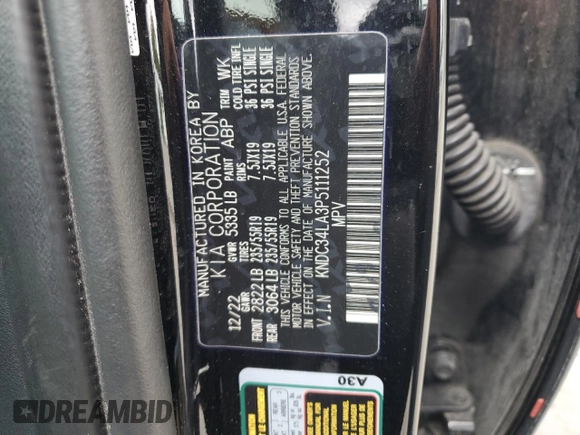 MANUFACTURED IN KOREA BY
KIA CORPORATION
12/22 GVWR 5335 LB PAINT ABP TRIM WK
GAWR TIRES RIMS COLD TIRE INFL
FRONT 2822 LB 235/55R19 7.5JX19 36 PSI SINGLE
REAR 3064 LB 235/55R19 7.5JX19 36 PSI SINGLE
THIS VEHICLE CONFORMS TO ALL APPLICABLE U.S.A. FEDERAL
MOTOR VEHICLE SAFETY AND THEFT PREVENTION STANDARDS
IN EFFECT ON THE DATE OF MANUFACTURE SHOWN ABOVE.
V.I.N KNDC34LA3P5111252
MPV
A30
DREAMBID